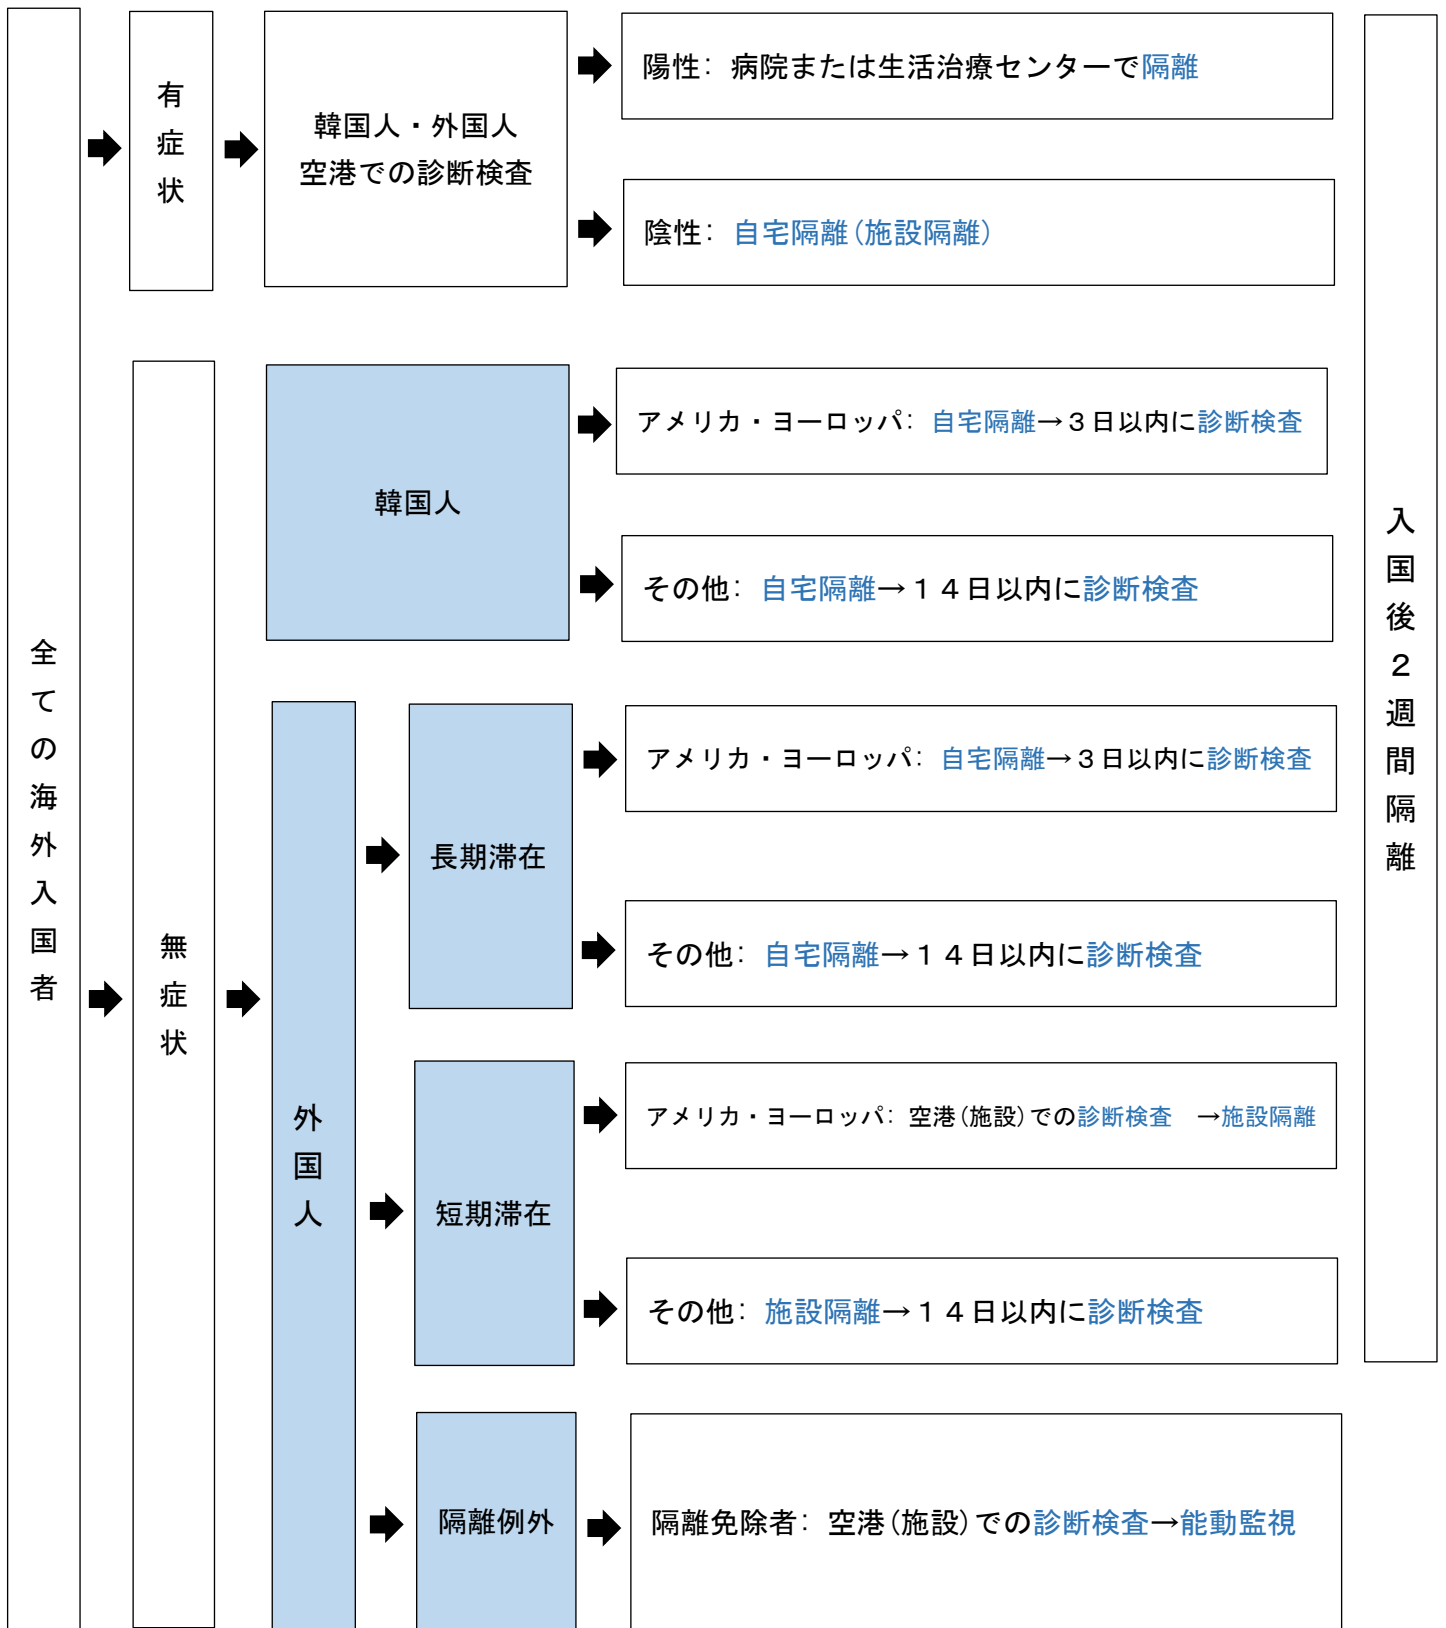 全ての海外入国者
有症状
韓国人・外国人
空港での診断検査
陽性：病院または生活治療センターで隔離
陰性：自宅隔離(施設隔離)
無症状
韓国人
アメリカ・ヨーロッパ：自宅隔離→３日以内に診断検査
その他：自宅隔離→１４日以内に診断検査
外国人
長期滞在
アメリカ・ヨーロッパ：自宅隔離→３日以内に診断検査
その他：自宅隔離→１４日以内に診断検査
短期滞在
アメリカ・ヨーロッパ：空港(施設)での診断検査　→施設隔離
その他：施設隔離→１４日以内に診断検査
隔離例外
隔離免除者：空港(施設)での診断検査→能動監視
入国後２週間隔離